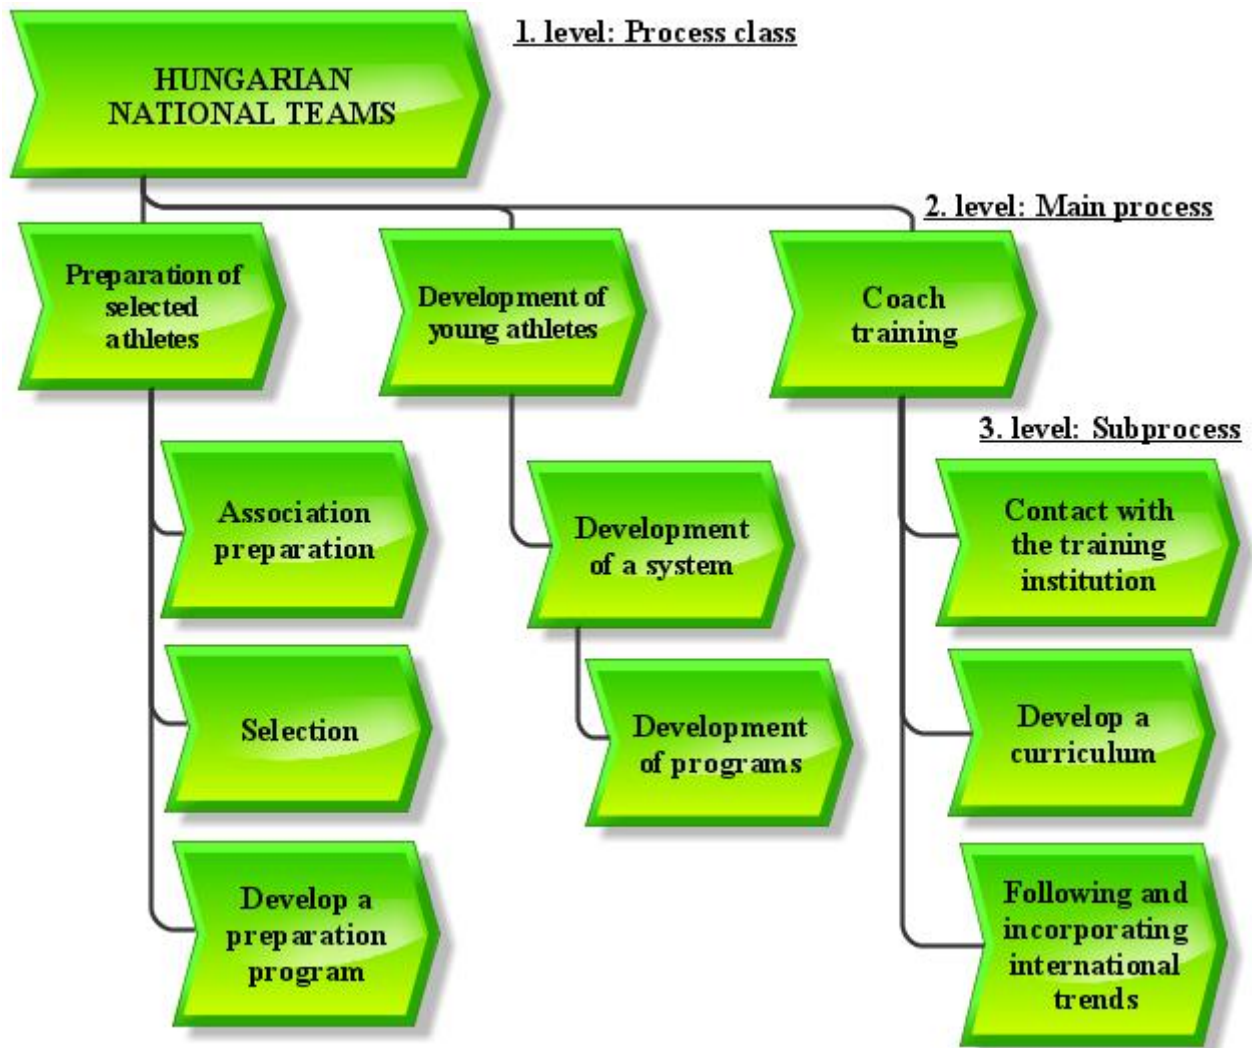 1. level: Process class
HUNGARIAN
NATIONAL TEAMS
2. level: Main process
Preparation of
selected
athletes
Development of
young athletes
Coach
training
3. level: Subprocess
Association
preparation
Selection
Develop a
preparation
program
Development
of a system
Development
of programs
Contact with
the training
institution
Develop a
curriculum
Following and
incorporating
international
trends